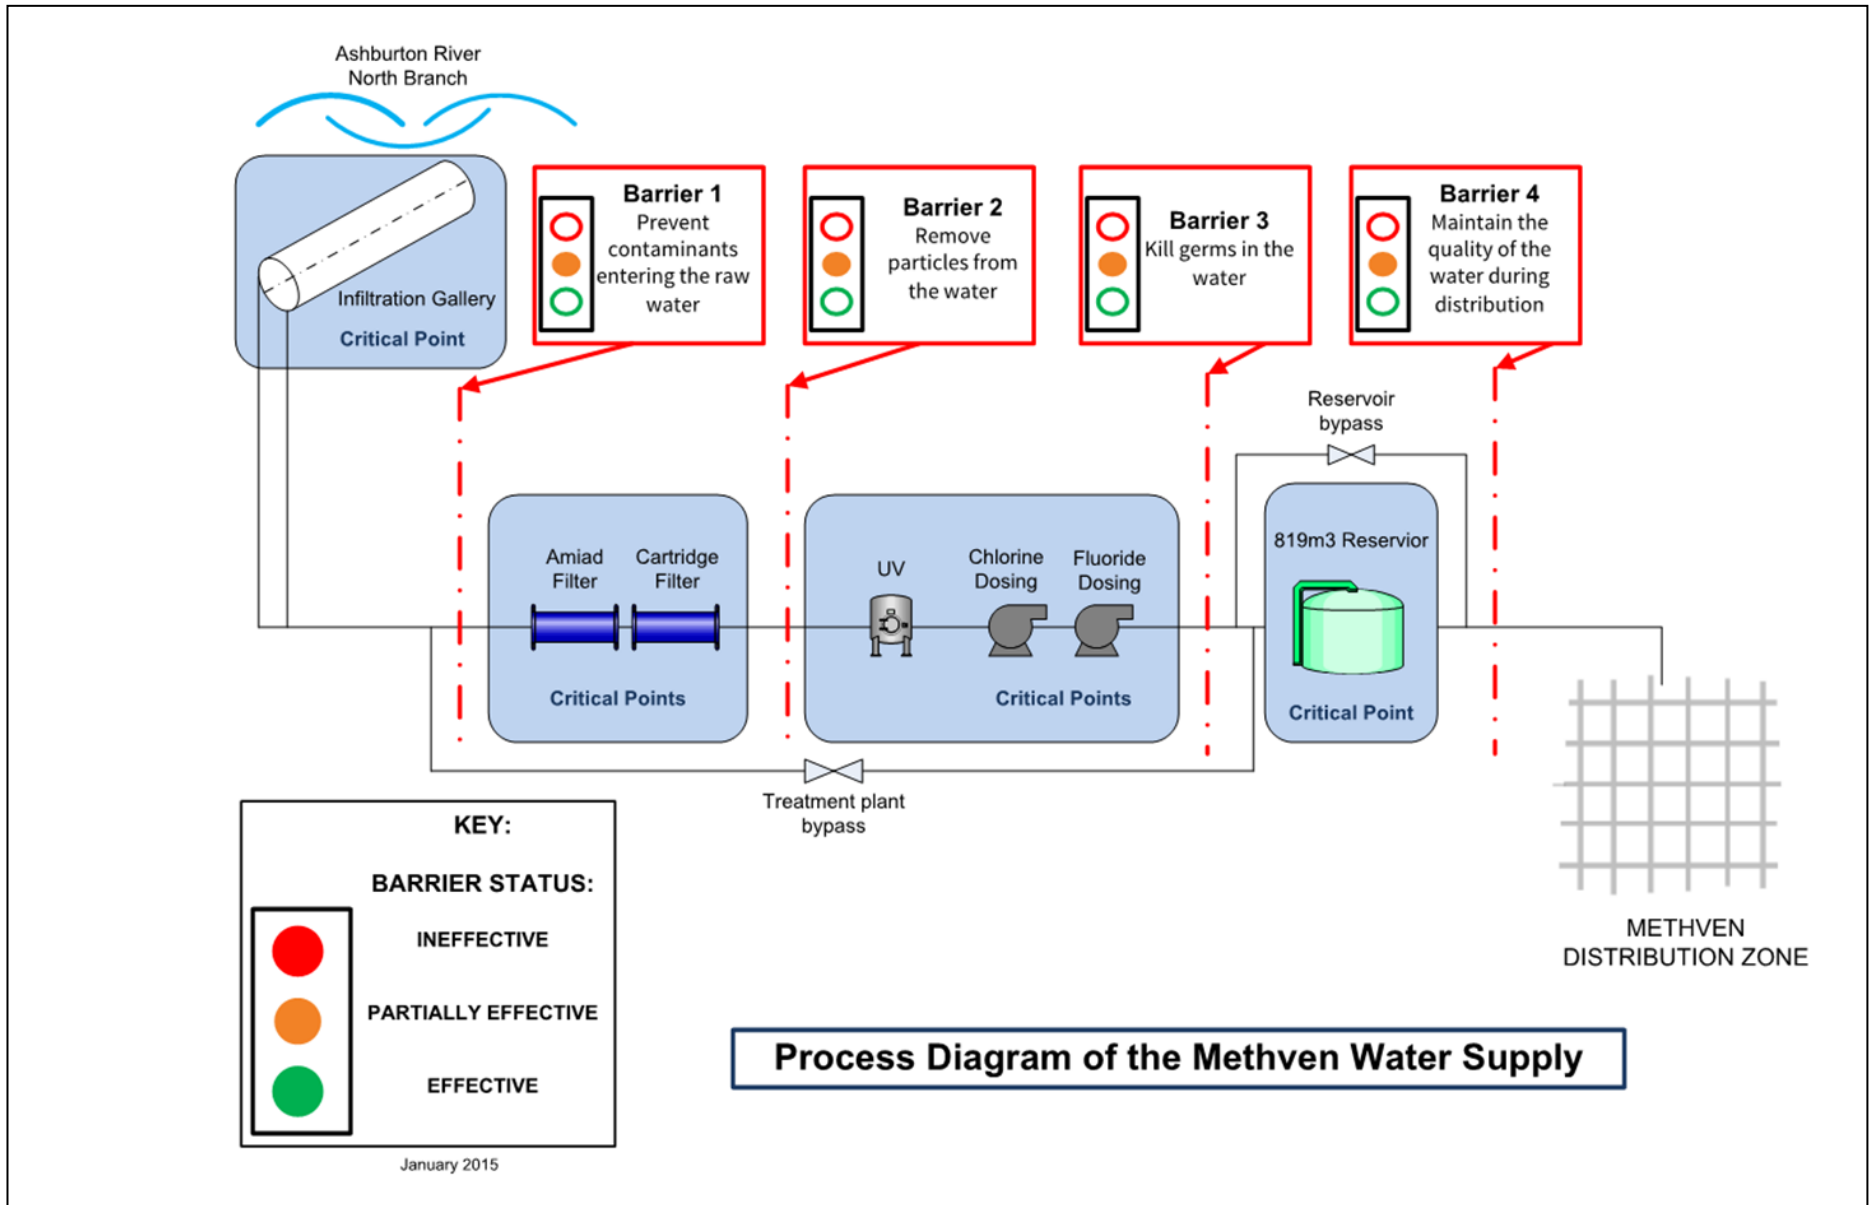 Ashburton River
North Branch
Infiltration Gallery
Critical Point
Barrier 1
Prevent
contaminants
entering the raw
water
Barrier 2
Remove
particles from
the water
Barrier 3
Kill germs in the
water
Barrier 4
Maintain the
quality of the
water during
distribution
Reservoir
bypass
Amiad
Filter
Cartridge
Filter
Critical Points
UV
Chlorine
Dosing
Fluoride
Dosing
Critical Points
819m3 Reservior
Critical Point
Treatment plant
bypass
METHVEN
DISTRIBUTION ZONE
KEY:
BARRIER STATUS:
INEFFECTIVE
PARTIALLY EFFECTIVE
EFFECTIVE
January 2015
Process Diagram of the Methven Water Supply